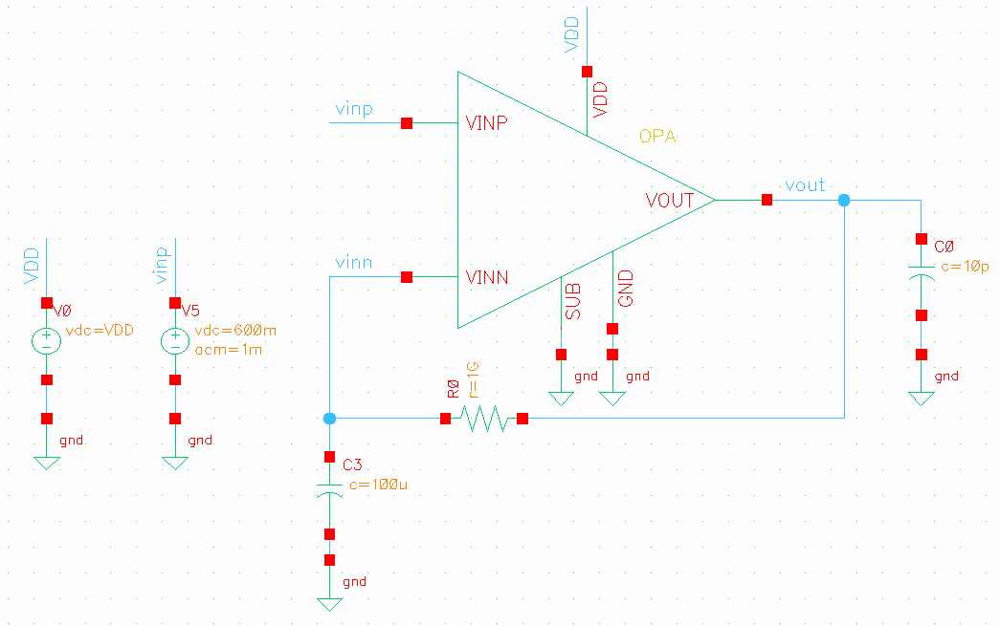 VDD
VDD
OPA
vinp
VINP
VOUT
vout
vinn
VINN
SUB
GND
gnd
gnd
C0
c=10p
gnd
VDD
V0
vdc=VDD
gnd
vinp
V5
vdc=600m
acm=1m
gnd
R0
r=1G
C3
c=100u
gnd